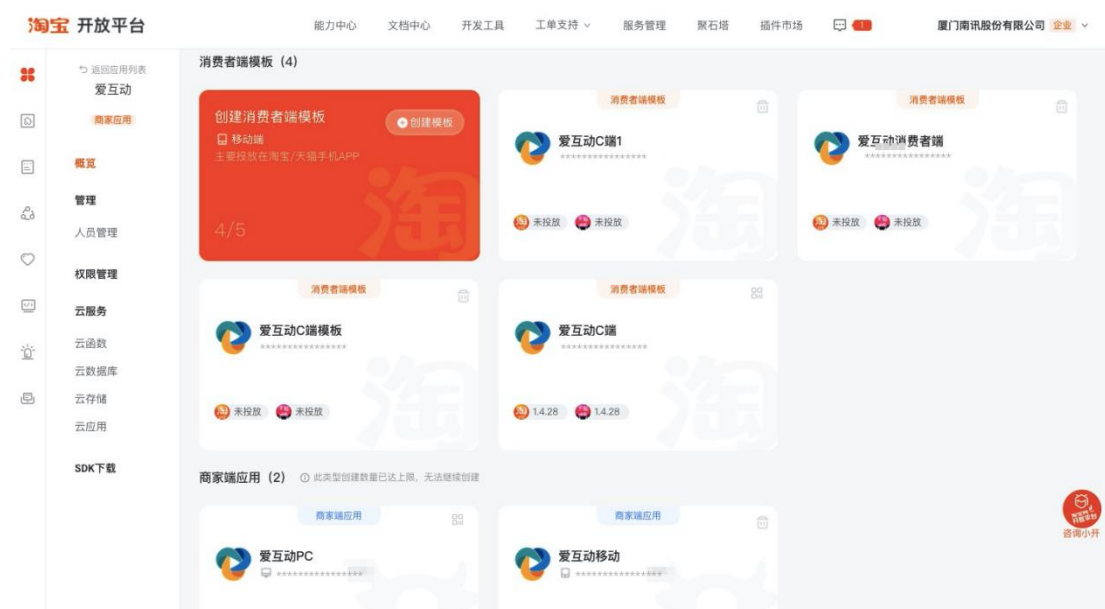 淘宝 开放平台
能力中心 文档中心 开发工具 工单支持 服务管理 聚石塔 插件市场 1 厦门南讯股份有限公司 企业
返回应用列表
爱互动
商家应用
概览
管理
人员管理
权限管理
云服务
云函数
云数据库
云存储
云应用
SDK下载
消费者端模板（4）
创建消费者端模板
创建模板
移动端
主要投放在淘宝/天猫手机APP
4/5
消费者端模板
爱互动C端1
****************
未投放 未投放
消费者端模板
爱互动消费者端
****************
未投放 未投放
消费者端模板
爱互动C端模板
****************
未投放 未投放
消费者端模板
爱互动C端
****************
1.4.28 1.4.28
商家端应用（2） 此类型创建数量已达上限，无法继续创建
商家端应用
爱互动PC
****************
商家端应用
爱互动移动
****************
咨询小开